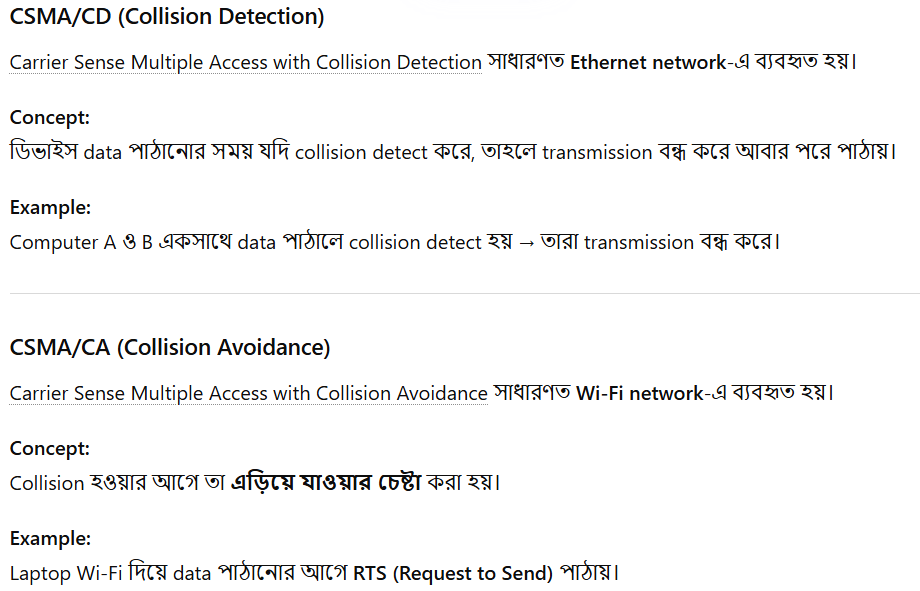 CSMA/CD (Collision Detection)
Carrier Sense Multiple Access with Collision Detection সাধারণত Ethernet network-এ ব্যবহৃত হয়।
Concept:
ডিভাইস data পাঠানোর সময় যদি collision detect করে, তাহলে transmission বন্ধ করে আবার পরে পাঠায়।
Example:
Computer A ও B একসাথে data পাঠালে collision detect হয় → তারা transmission বন্ধ করে।
CSMA/CA (Collision Avoidance)
Carrier Sense Multiple Access with Collision Avoidance সাধারণত Wi-Fi network-এ ব্যবহৃত হয়।
Concept:
Collision হওয়ার আগে তা এড়িয়ে যাওয়ার চেষ্টা করা হয়।
Example:
Laptop Wi-Fi দিয়ে data পাঠানোর আগে RTS (Request to Send) পাঠায়।